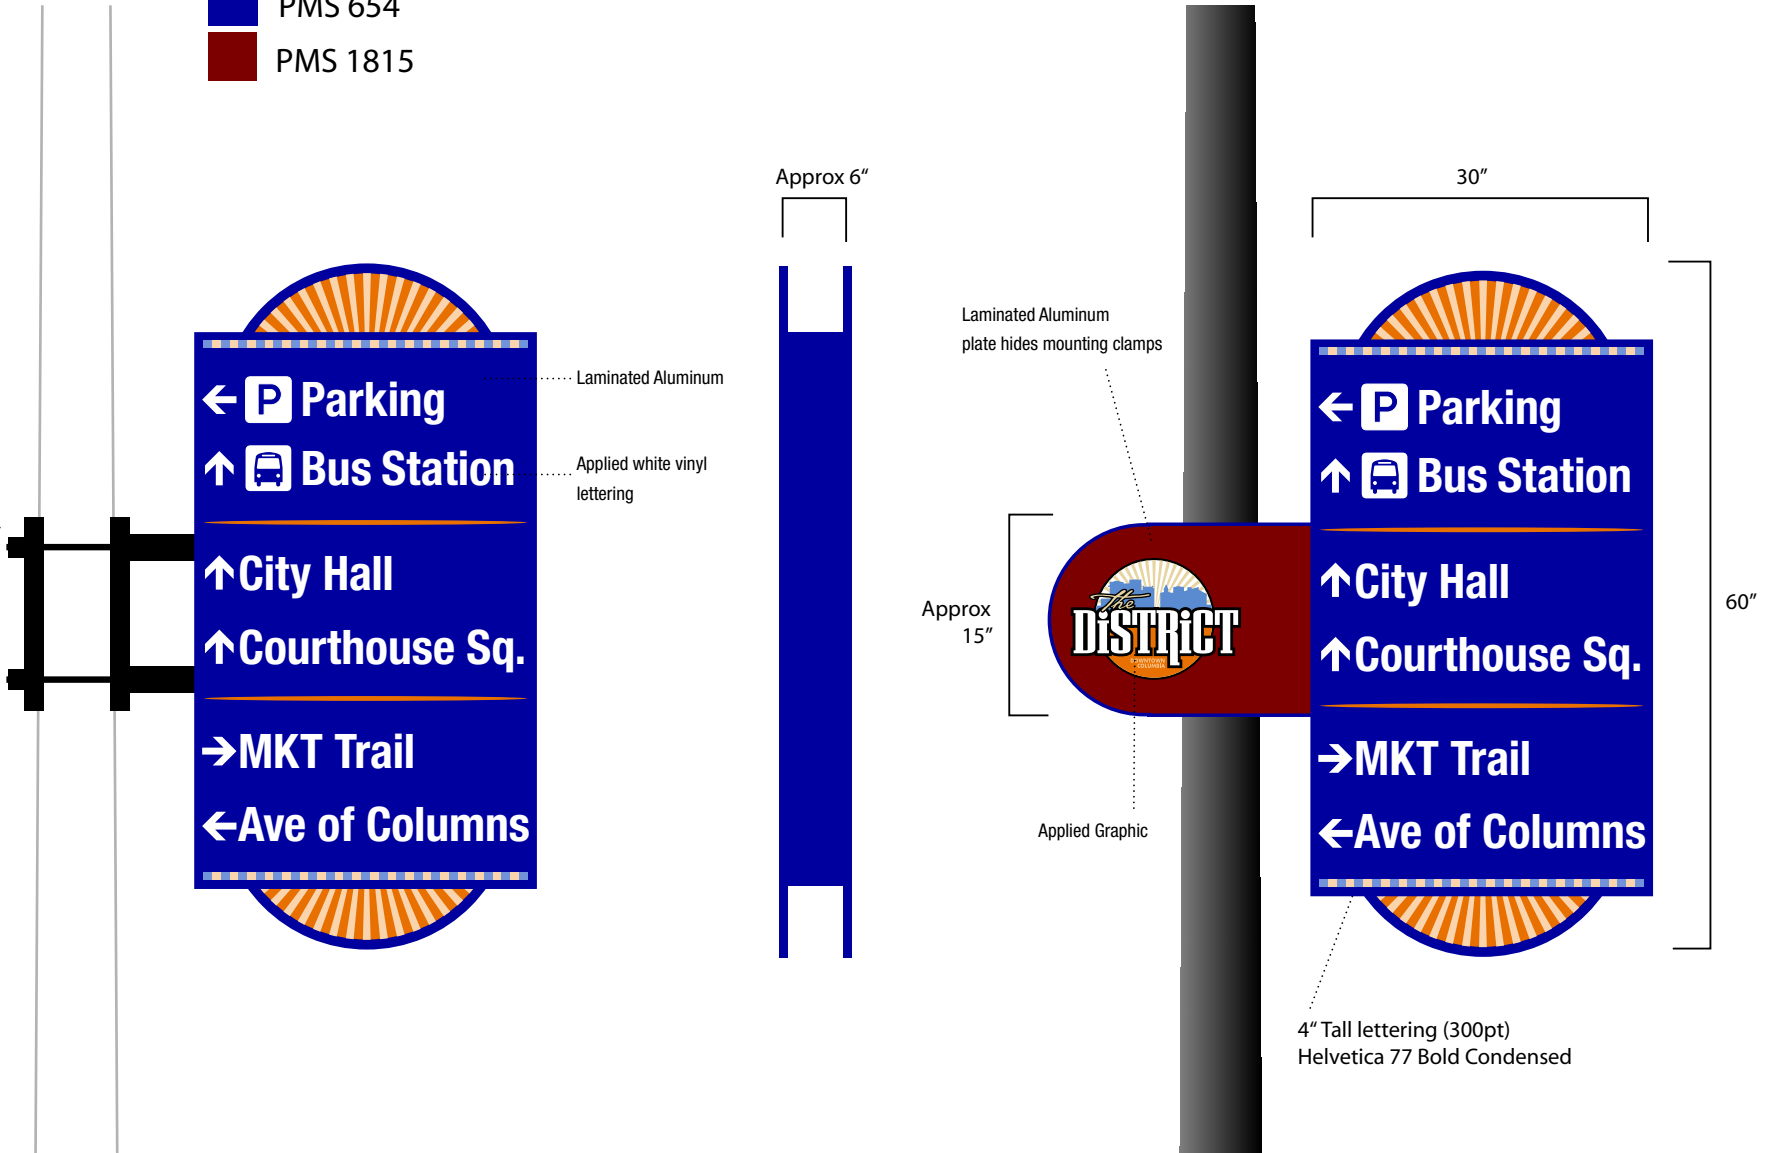 PMS 654
PMS 1815
Approx 6“
30”
Laminated Aluminum
plate hides mounting clamps
← P Parking
↑ Bus Station
↑City Hall
↑Courthouse Sq.
→MKT Trail
←Ave of Columns
Laminated Aluminum
Applied white vinyl
lettering
Approx
15”
The
DiSTRiCT
DOWNTOWN
COLUMBIA
Applied Graphic
← P Parking
↑ Bus Station
↑City Hall
↑Courthouse Sq.
→MKT Trail
←Ave of Columns
60”
4“ Tall lettering (300pt)
Helvetica 77 Bold Condensed